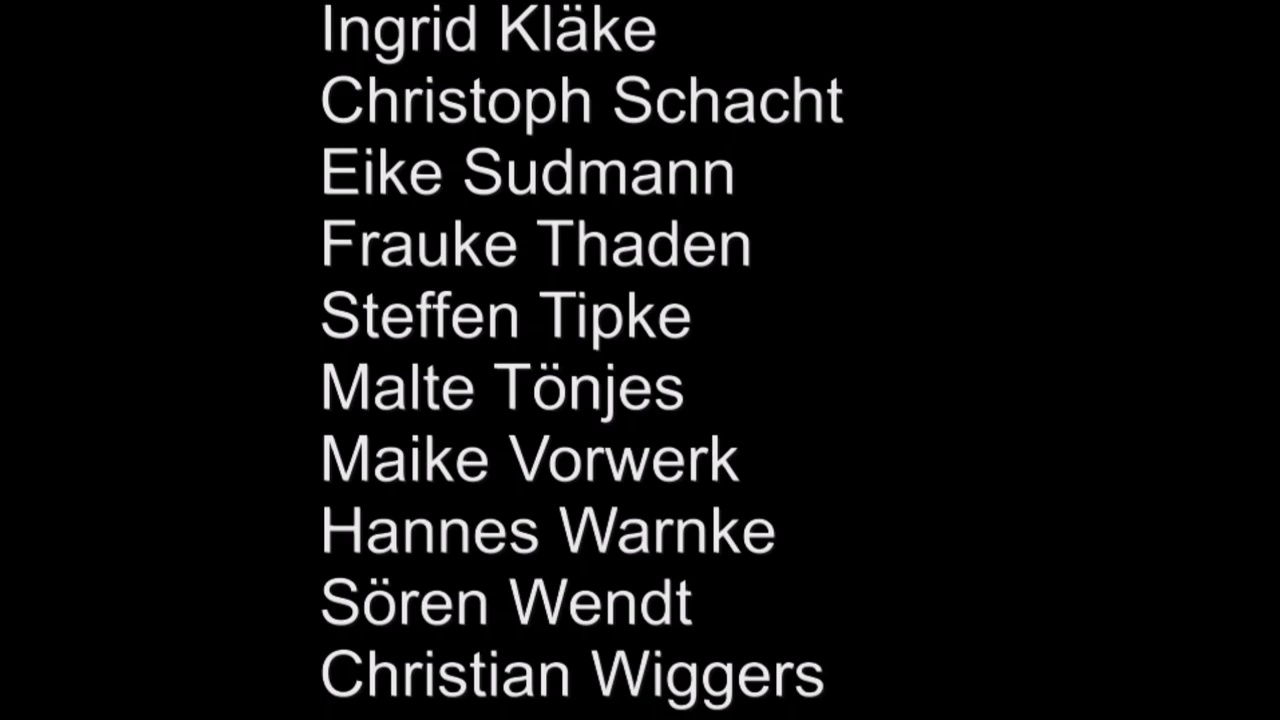 Ingrid Kläke
Christoph Schacht
Eike Sudmann
Frauke Thaden
Steffen Tipke
Malte Tönjes
Maike Vorwerk
Hannes Warnke
Sören Wendt
Christian Wiggers